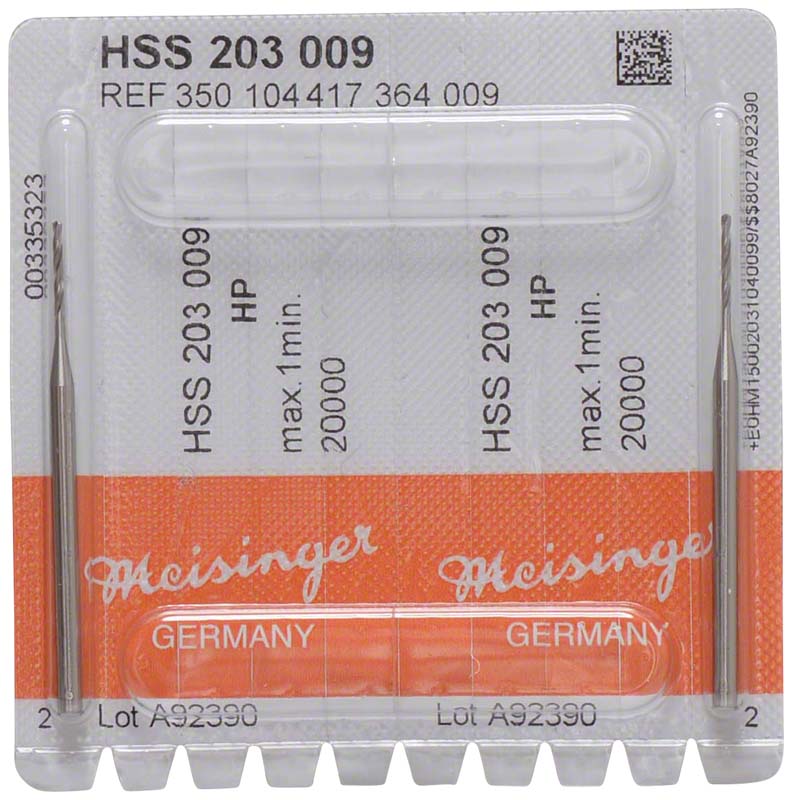 HSS 203 009
REF 350 104 417 364 009
00335323
HSS 203 009
HP
max.1min.
20000
HSS 203 009
HP
max.1min.
20000
+EOHM15002031040099/$$8027A92390
Meisinger
GERMANY
Meisinger
GERMANY
2
Lot A92390
Lot A92390
2